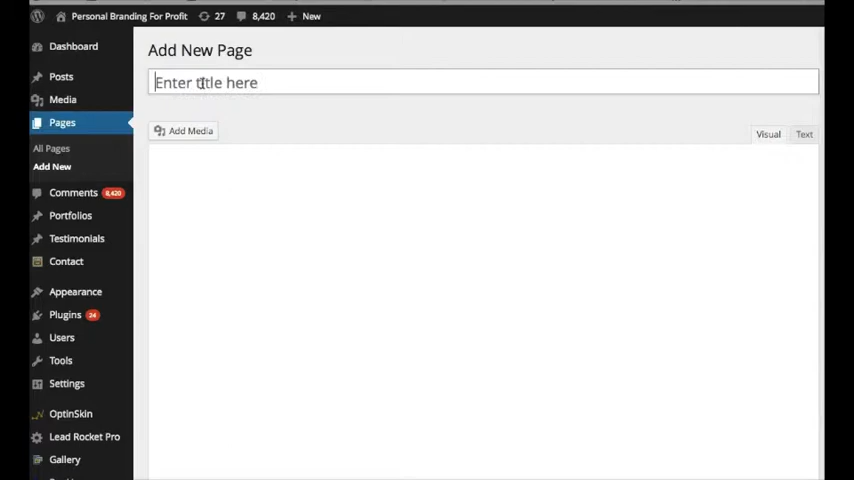 Personal Branding For Profit 27 8,420 + New
Dashboard
Posts
Media
Pages
All Pages
Add New
Comments 8,420
Portfolios
Testimonials
Contact
Appearance
Plugins 24
Users
Tools
Settings
OptinSkin
Lead Rocket Pro
Gallery
Add New Page
Enter title here
Add Media
Visual Text